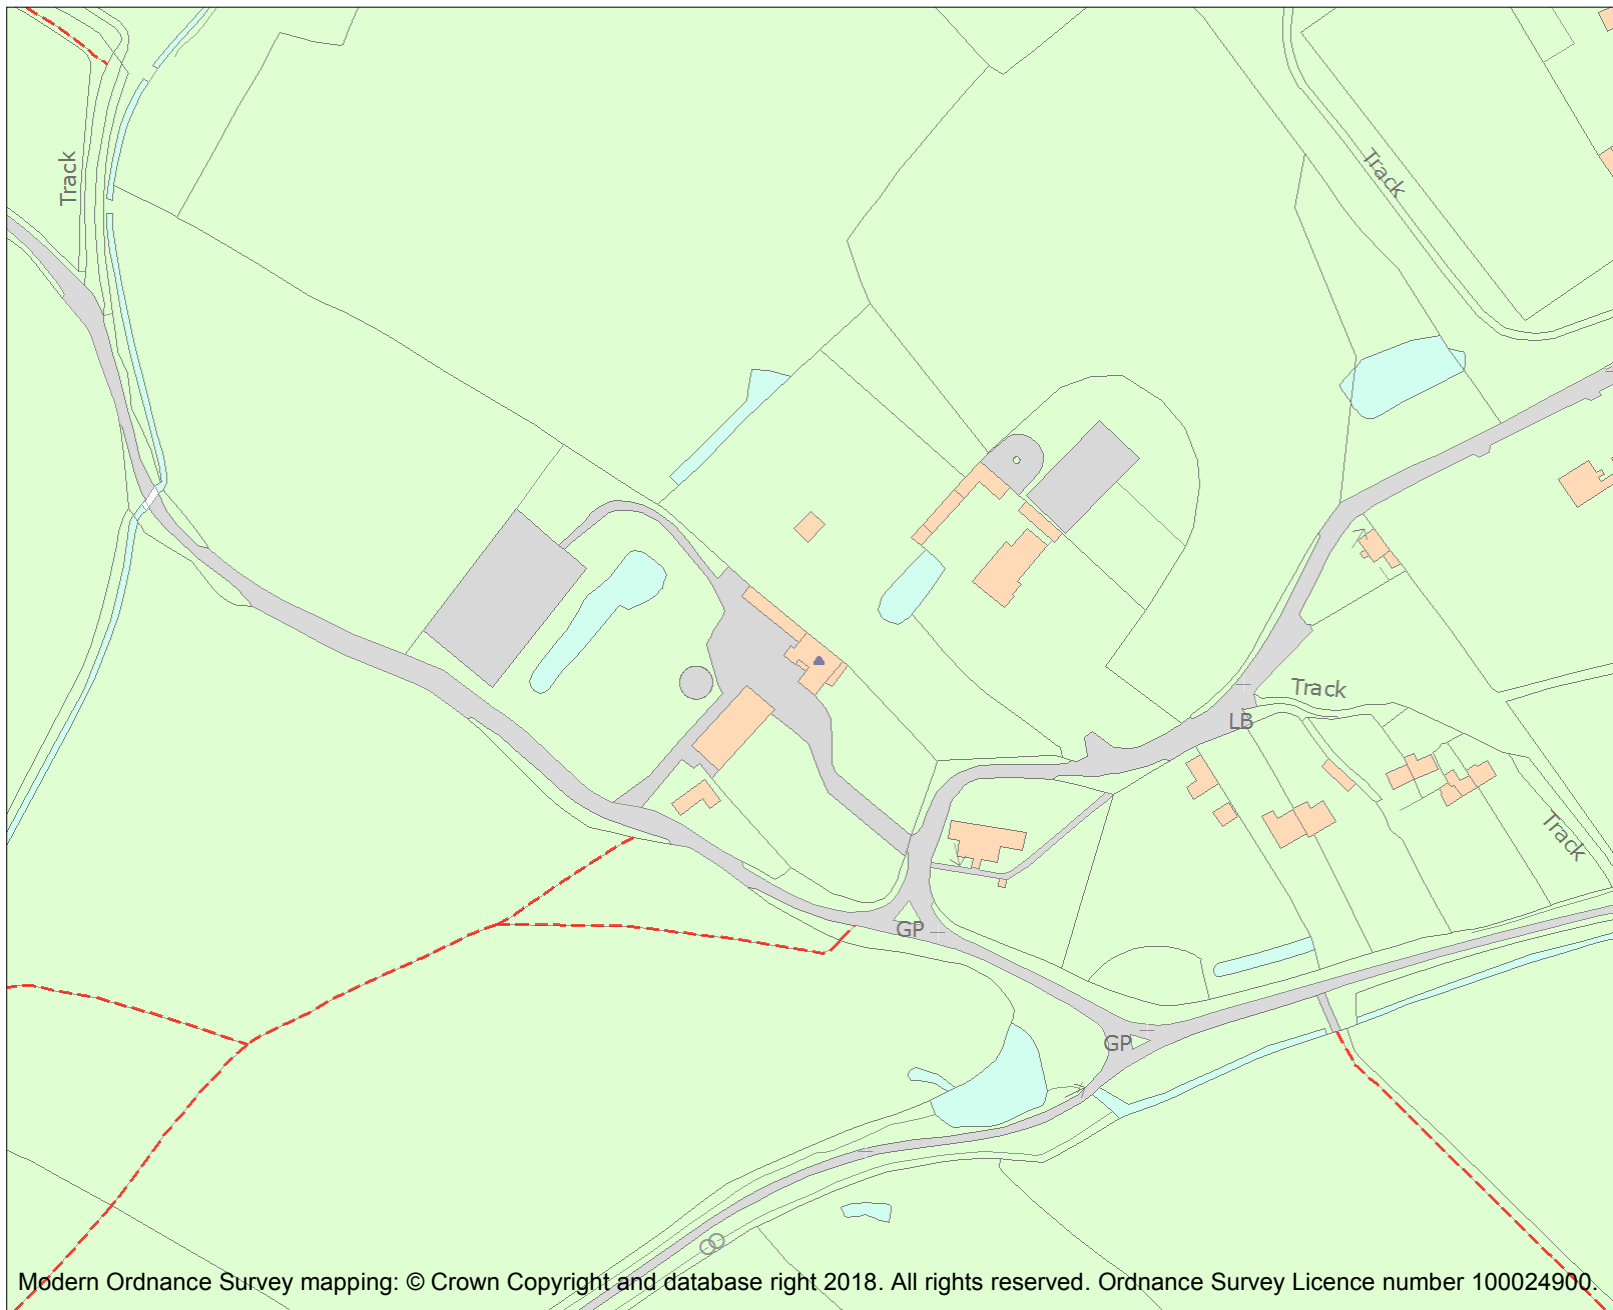 Track
Track
Track
LB
Track
GP
GP
Modern Ordnance Survey mapping: © Crown Copyright and database right 2018. All rights reserved. Ordnance Survey Licence number 100024900.